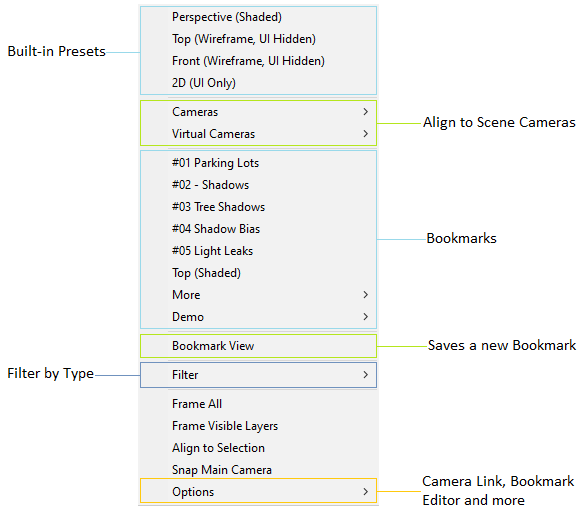 Built-in Presets
Perspective (Shaded)
Top (Wireframe, UI Hidden)
Front (Wireframe, UI Hidden)
2D (UI Only)
Cameras
Virtual Cameras
Align to Scene Cameras
#01 Parking Lots
#02 - Shadows
#03 Tree Shadows
#04 Shadow Bias
#05 Light Leaks
Top (Shaded)
More
Demo
Bookmarks
Bookmark View
Saves a new Bookmark
Filter by Type
Filter
Frame All
Frame Visible Layers
Align to Selection
Snap Main Camera
Options
Camera Link, Bookmark
Editor and more